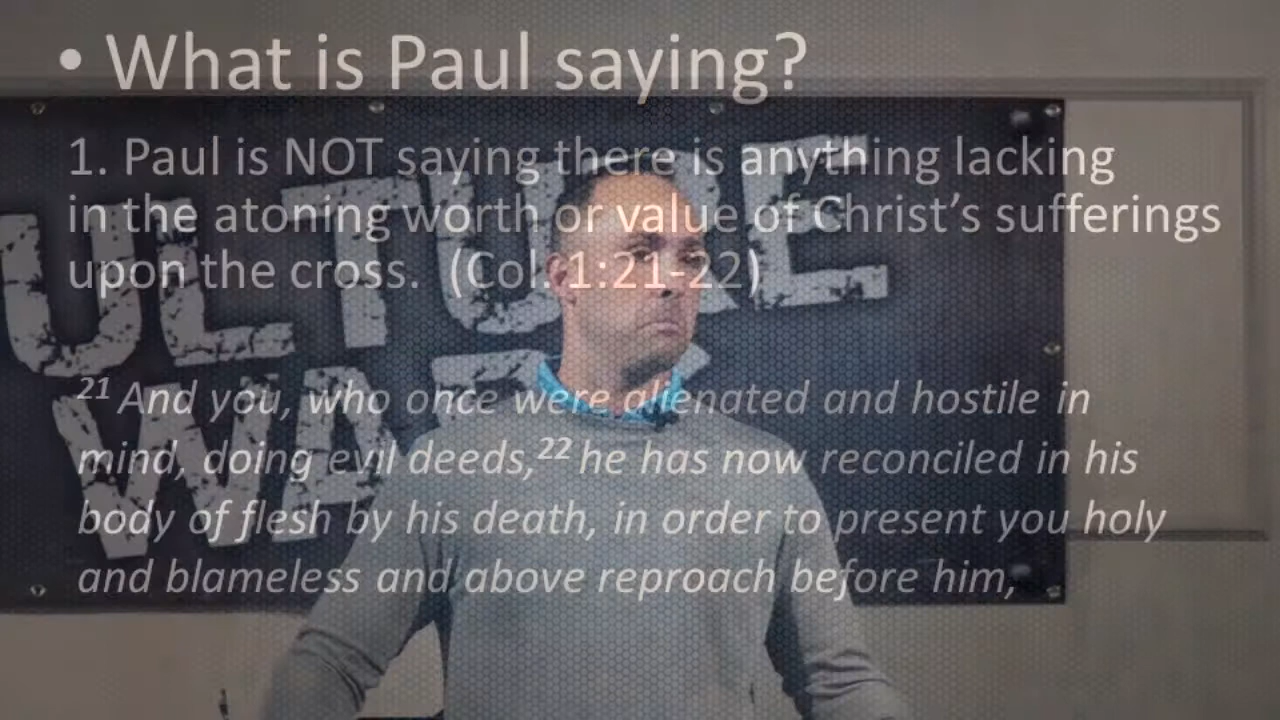 • What is Paul saying?
1. Paul is NOT saying there is anything lacking
in the atoning worth or value of Christ’s sufferings
upon the cross. (Col. 1:21-22)
ULTURE
WAR
21 And you, who once were alienated and hostile in
mind, doing evil deeds,22 he has now reconciled in his
body of flesh by his death, in order to present you holy
and blameless and above reproach before him,